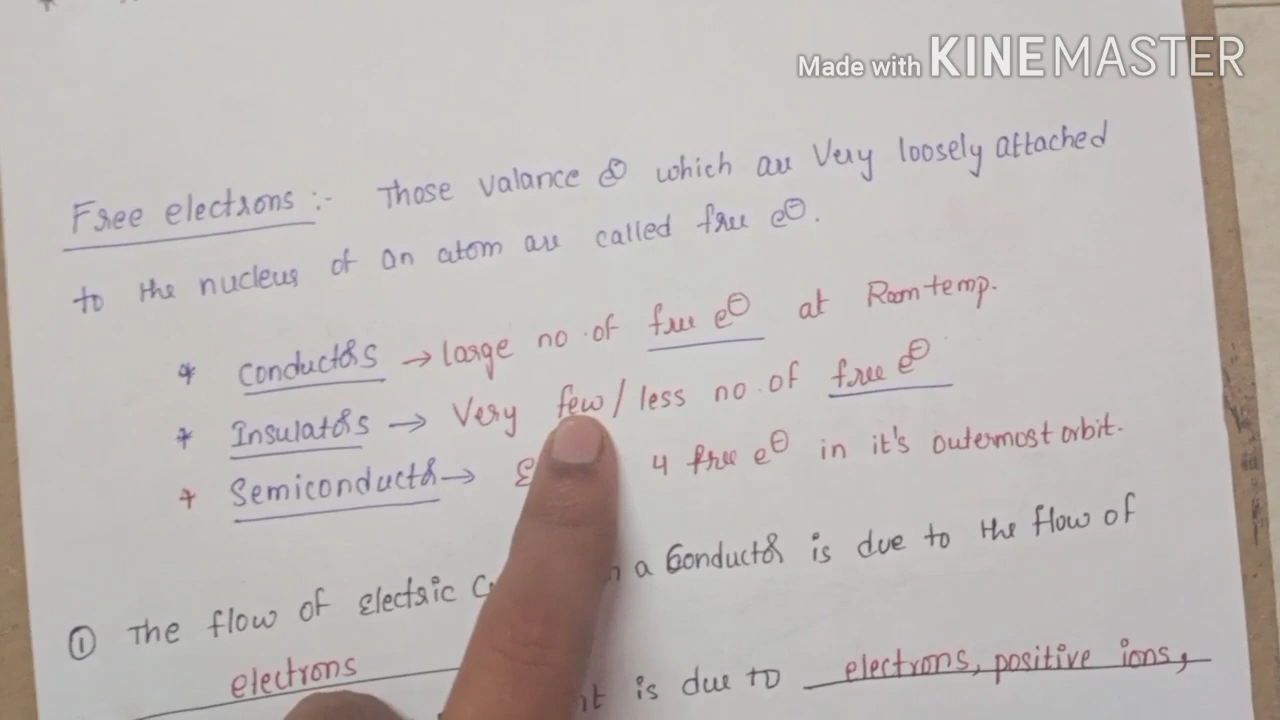 Made with KINEMASTER
Free electrons :- Those valance e⊖ which are Very loosely attached
to the nucleus of an atom are called free e⊖.
* Conductors → large no. of free e⊖ at Room temp.
* Insulators → Very few / less no. of free e⊖
* Semiconductor → 4 free e⊖ in it's outermost orbit.
① The flow of Electric in a Conductor is due to the flow of
electrons it is due to electrons, positive ions,